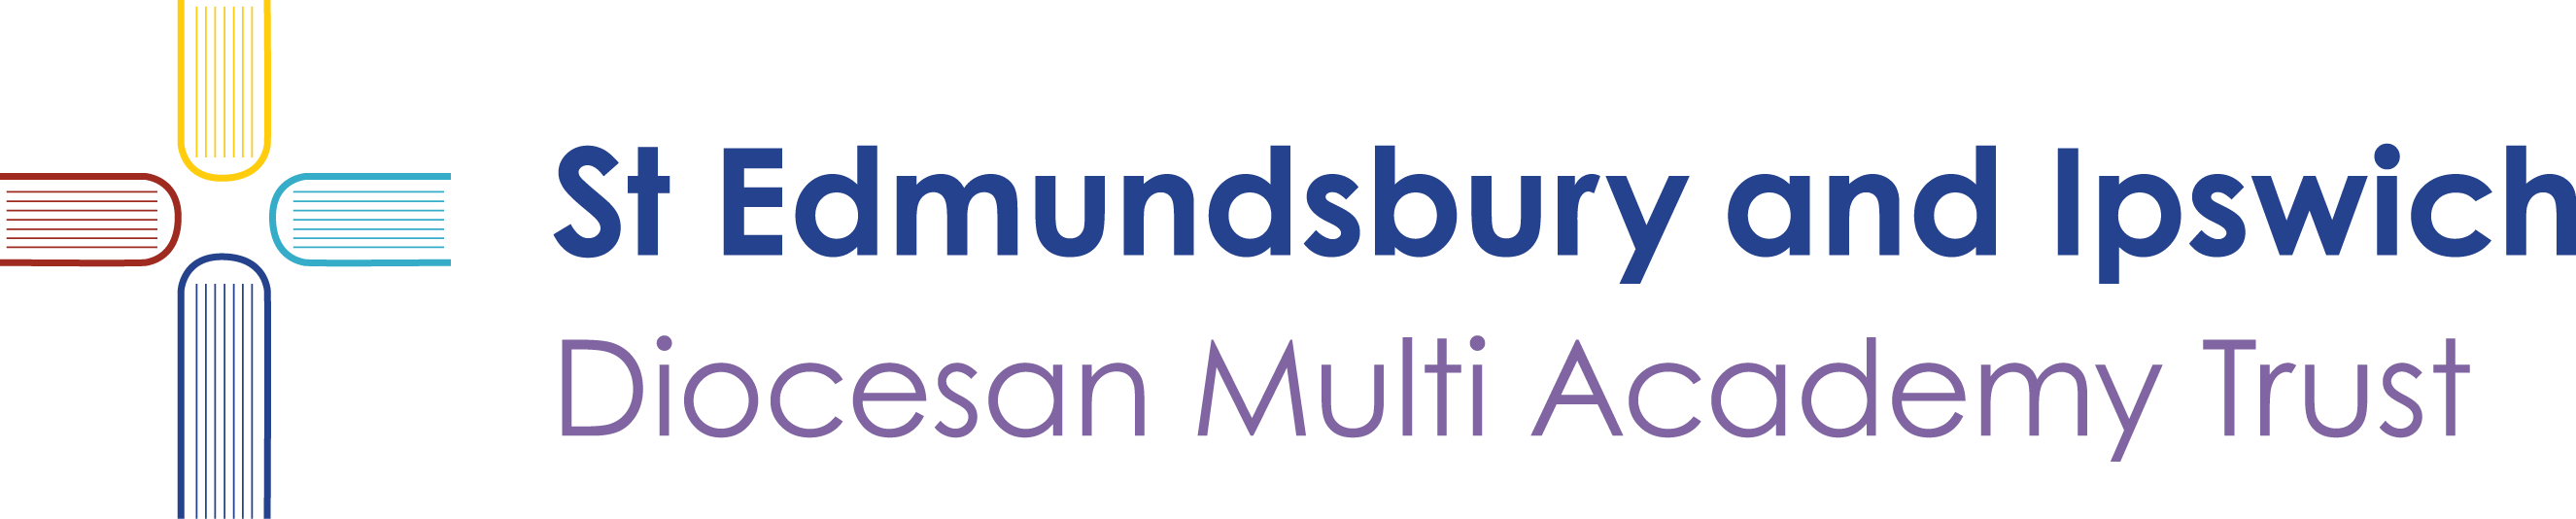 St Edmundsbury and Ipswich
Diocesan Multi Academy Trust